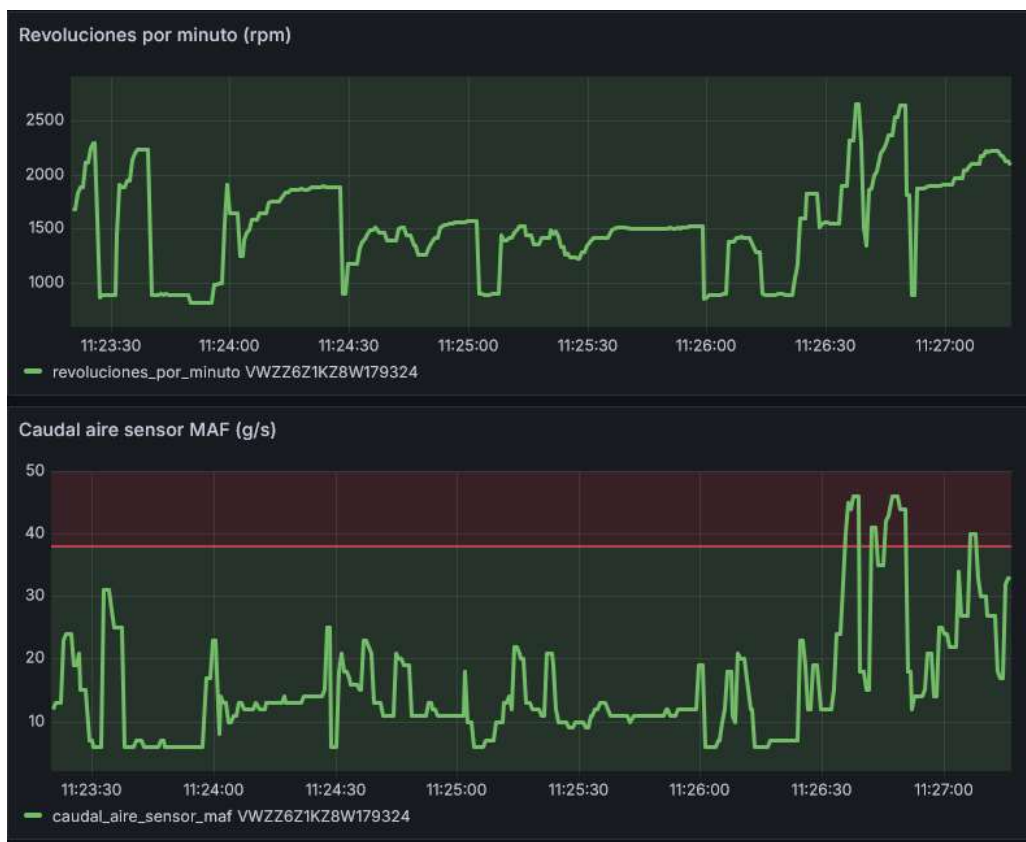 Revoluciones por minuto (rpm)
2500
2000
1500
1000
11:23:30 11:24:00 11:24:30 11:25:00 11:25:30 11:26:00 11:26:30 11:27:00
revoluciones_por_minuto VWZZ6Z1KZ8W179324
Caudal aire sensor MAF (g/s)
50
40
30
20
10
11:23:30 11:24:00 11:24:30 11:25:00 11:25:30 11:26:00 11:26:30 11:27:00
caudal_aire_sensor_maf VWZZ6Z1KZ8W179324